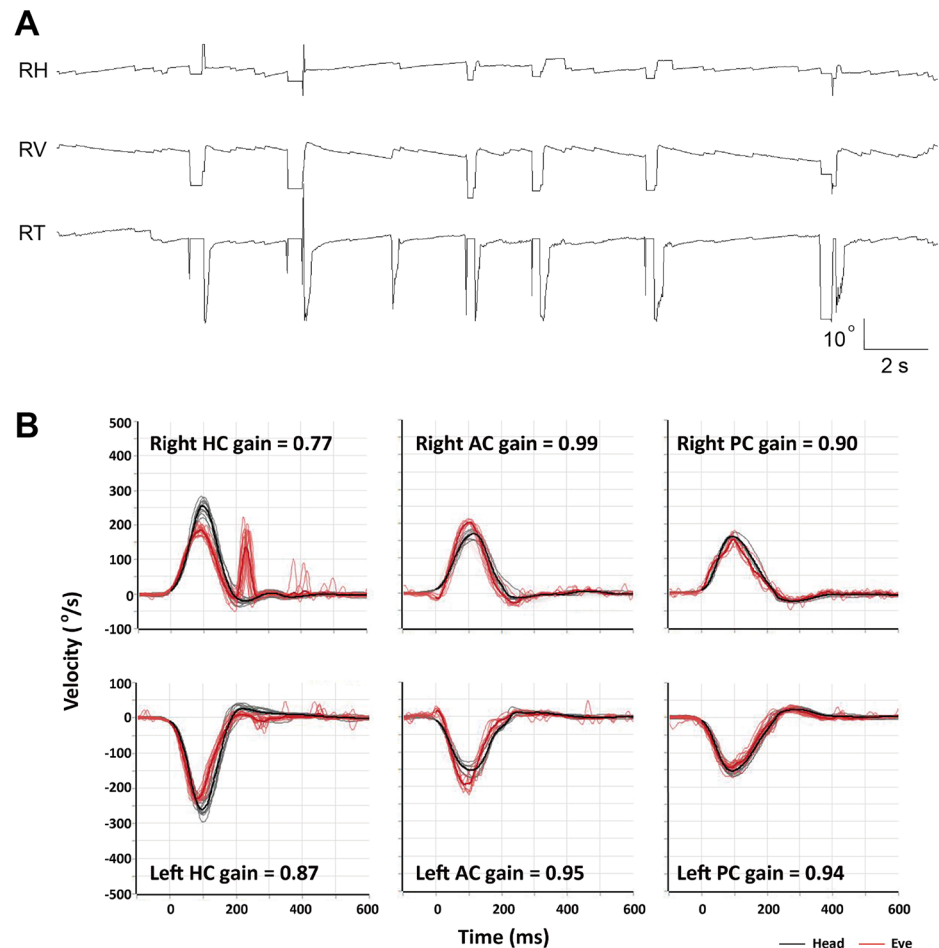 A
RH
RV
RT
10°
2 s
B
Right HC gain = 0.77
Right AC gain = 0.99
Right PC gain = 0.90
500
400
300
200
100
0
-100
Velocity (°/s)
100
0
-100
-200
-300
-400
-500
Left HC gain = 0.87
Left AC gain = 0.95
Left PC gain = 0.94
0 200 400 600
0 200 400 600
0 200 400 600
Time (ms)
Head Eye